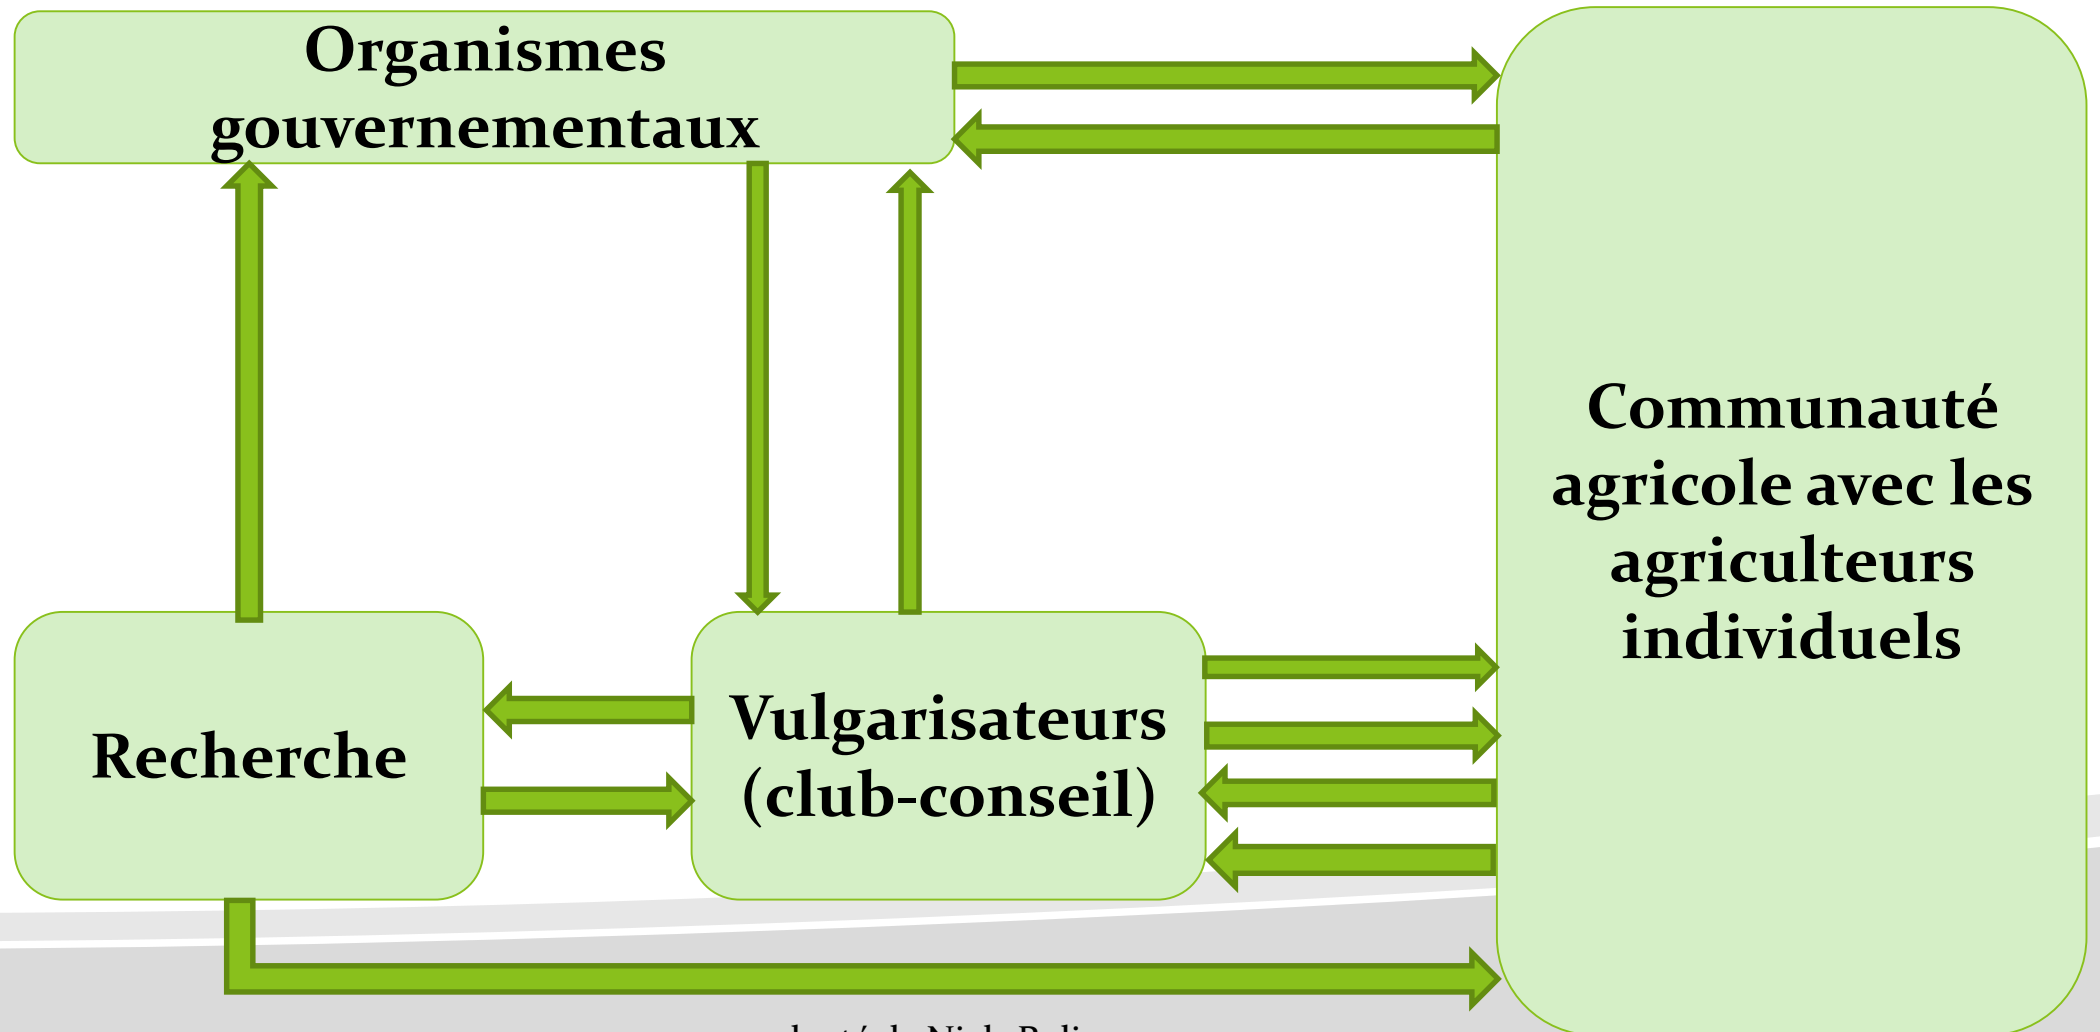 Organismes
gouvernementaux
Communauté
agricole avec les
agriculteurs
individuels
Recherche
Vulgarisateurs
(club-conseil)